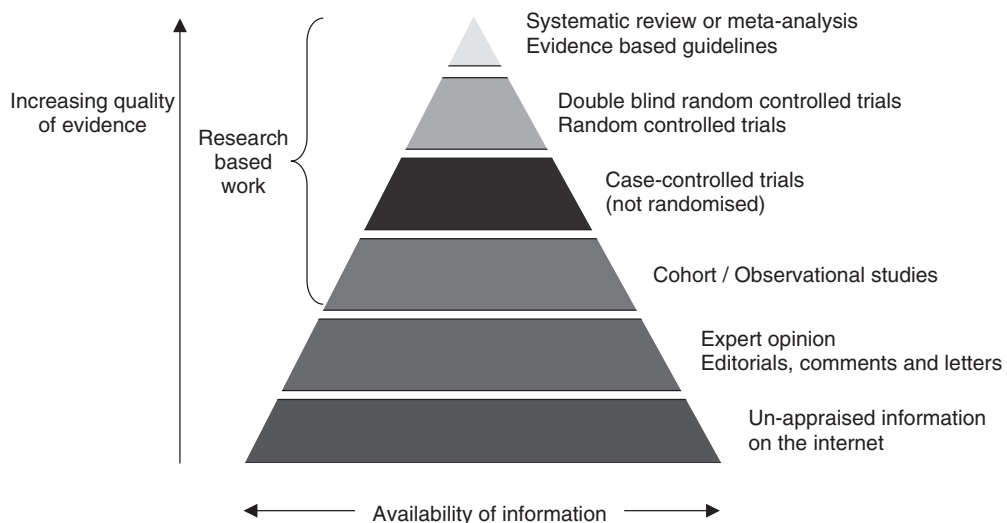 Systematic review or meta-analysis
Evidence based guidelines
Increasing quality
of evidence
Double blind random controlled trials
Random controlled trials
Research
based
work
Case-controlled trials
(not randomised)
Cohort / Observational studies
Expert opinion
Editorials, comments and letters
Un-appraised information
on the internet
Availability of information